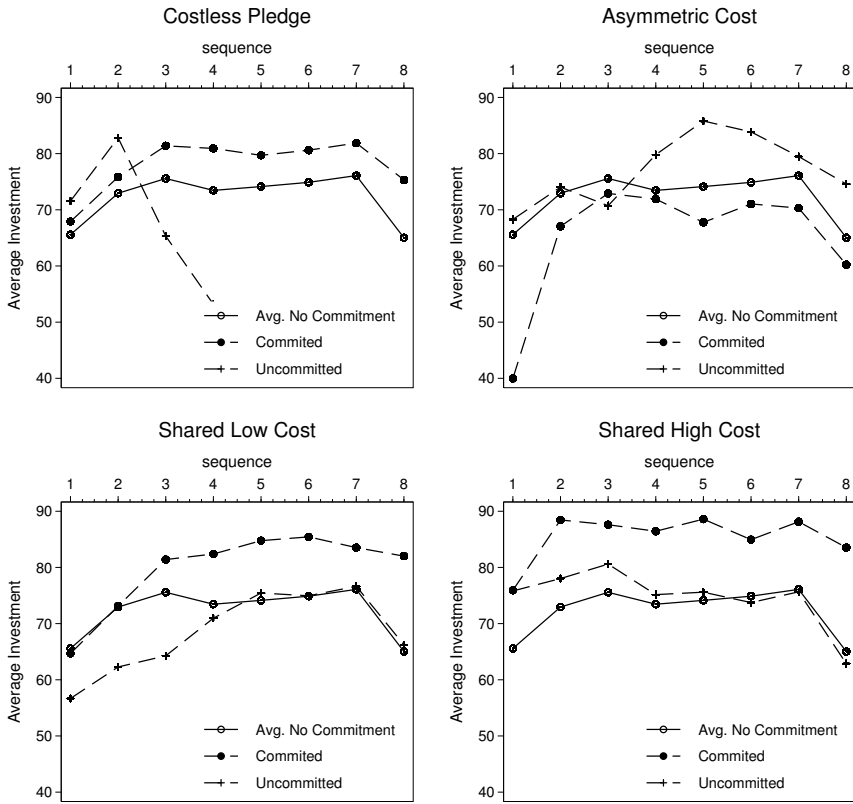 Costless Pledge
sequence
1 2 3 4 5 6 7 8
90
80
70
60
50
40
Average Investment
Avg. No Commitment
Commited
Uncommitted
Asymmetric Cost
sequence
1 2 3 4 5 6 7 8
90
80
70
60
50
40
Average Investment
Avg. No Commitment
Commited
Uncommitted
Shared Low Cost
sequence
1 2 3 4 5 6 7 8
90
80
70
60
50
40
Average Investment
Avg. No Commitment
Commited
Uncommitted
Shared High Cost
sequence
1 2 3 4 5 6 7 8
90
80
70
60
50
40
Average Investment
Avg. No Commitment
Commited
Uncommitted